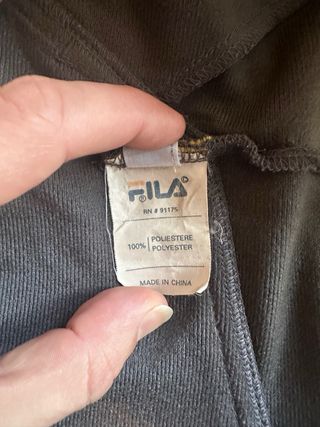 FILA
RN # 91175
100% POLIESTERE
POLYESTER
MADE IN CHINA